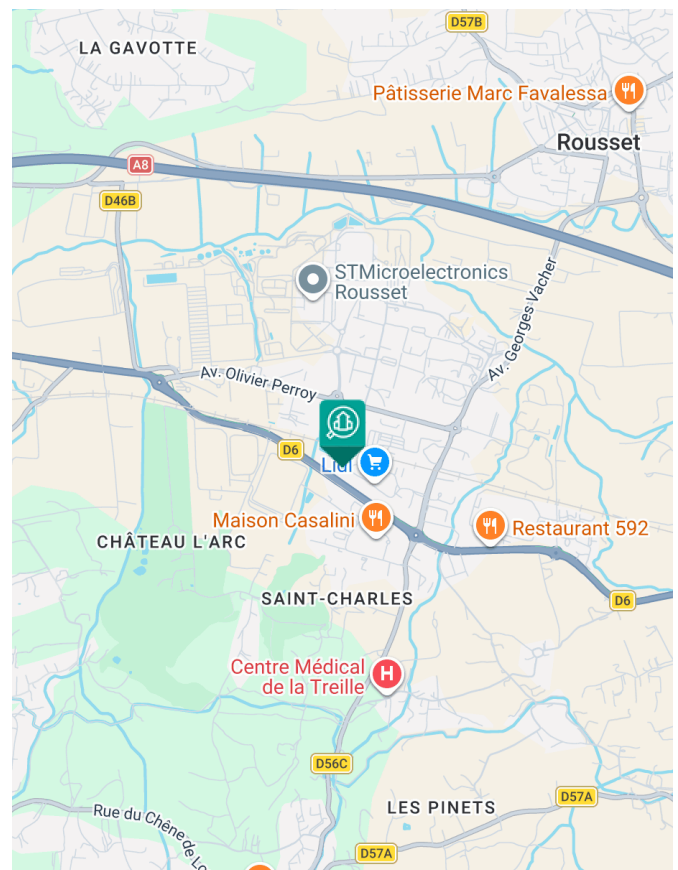 D57B
LA GAVOTTE
Pâtisserie Marc Favalessa
Rousset
A8
D46B
STMicroelectronics
Rousset
Av. Georges Vacher
Av. Olivier Perroy
D6
Lidl
Maison Casalini
Restaurant 592
CHÂTEAU L'ARC
SAINT-CHARLES
D6
Centre Médical
de la Treille
H
D56C
LES PINETS
D57A
Rue du Chêne de
D57A